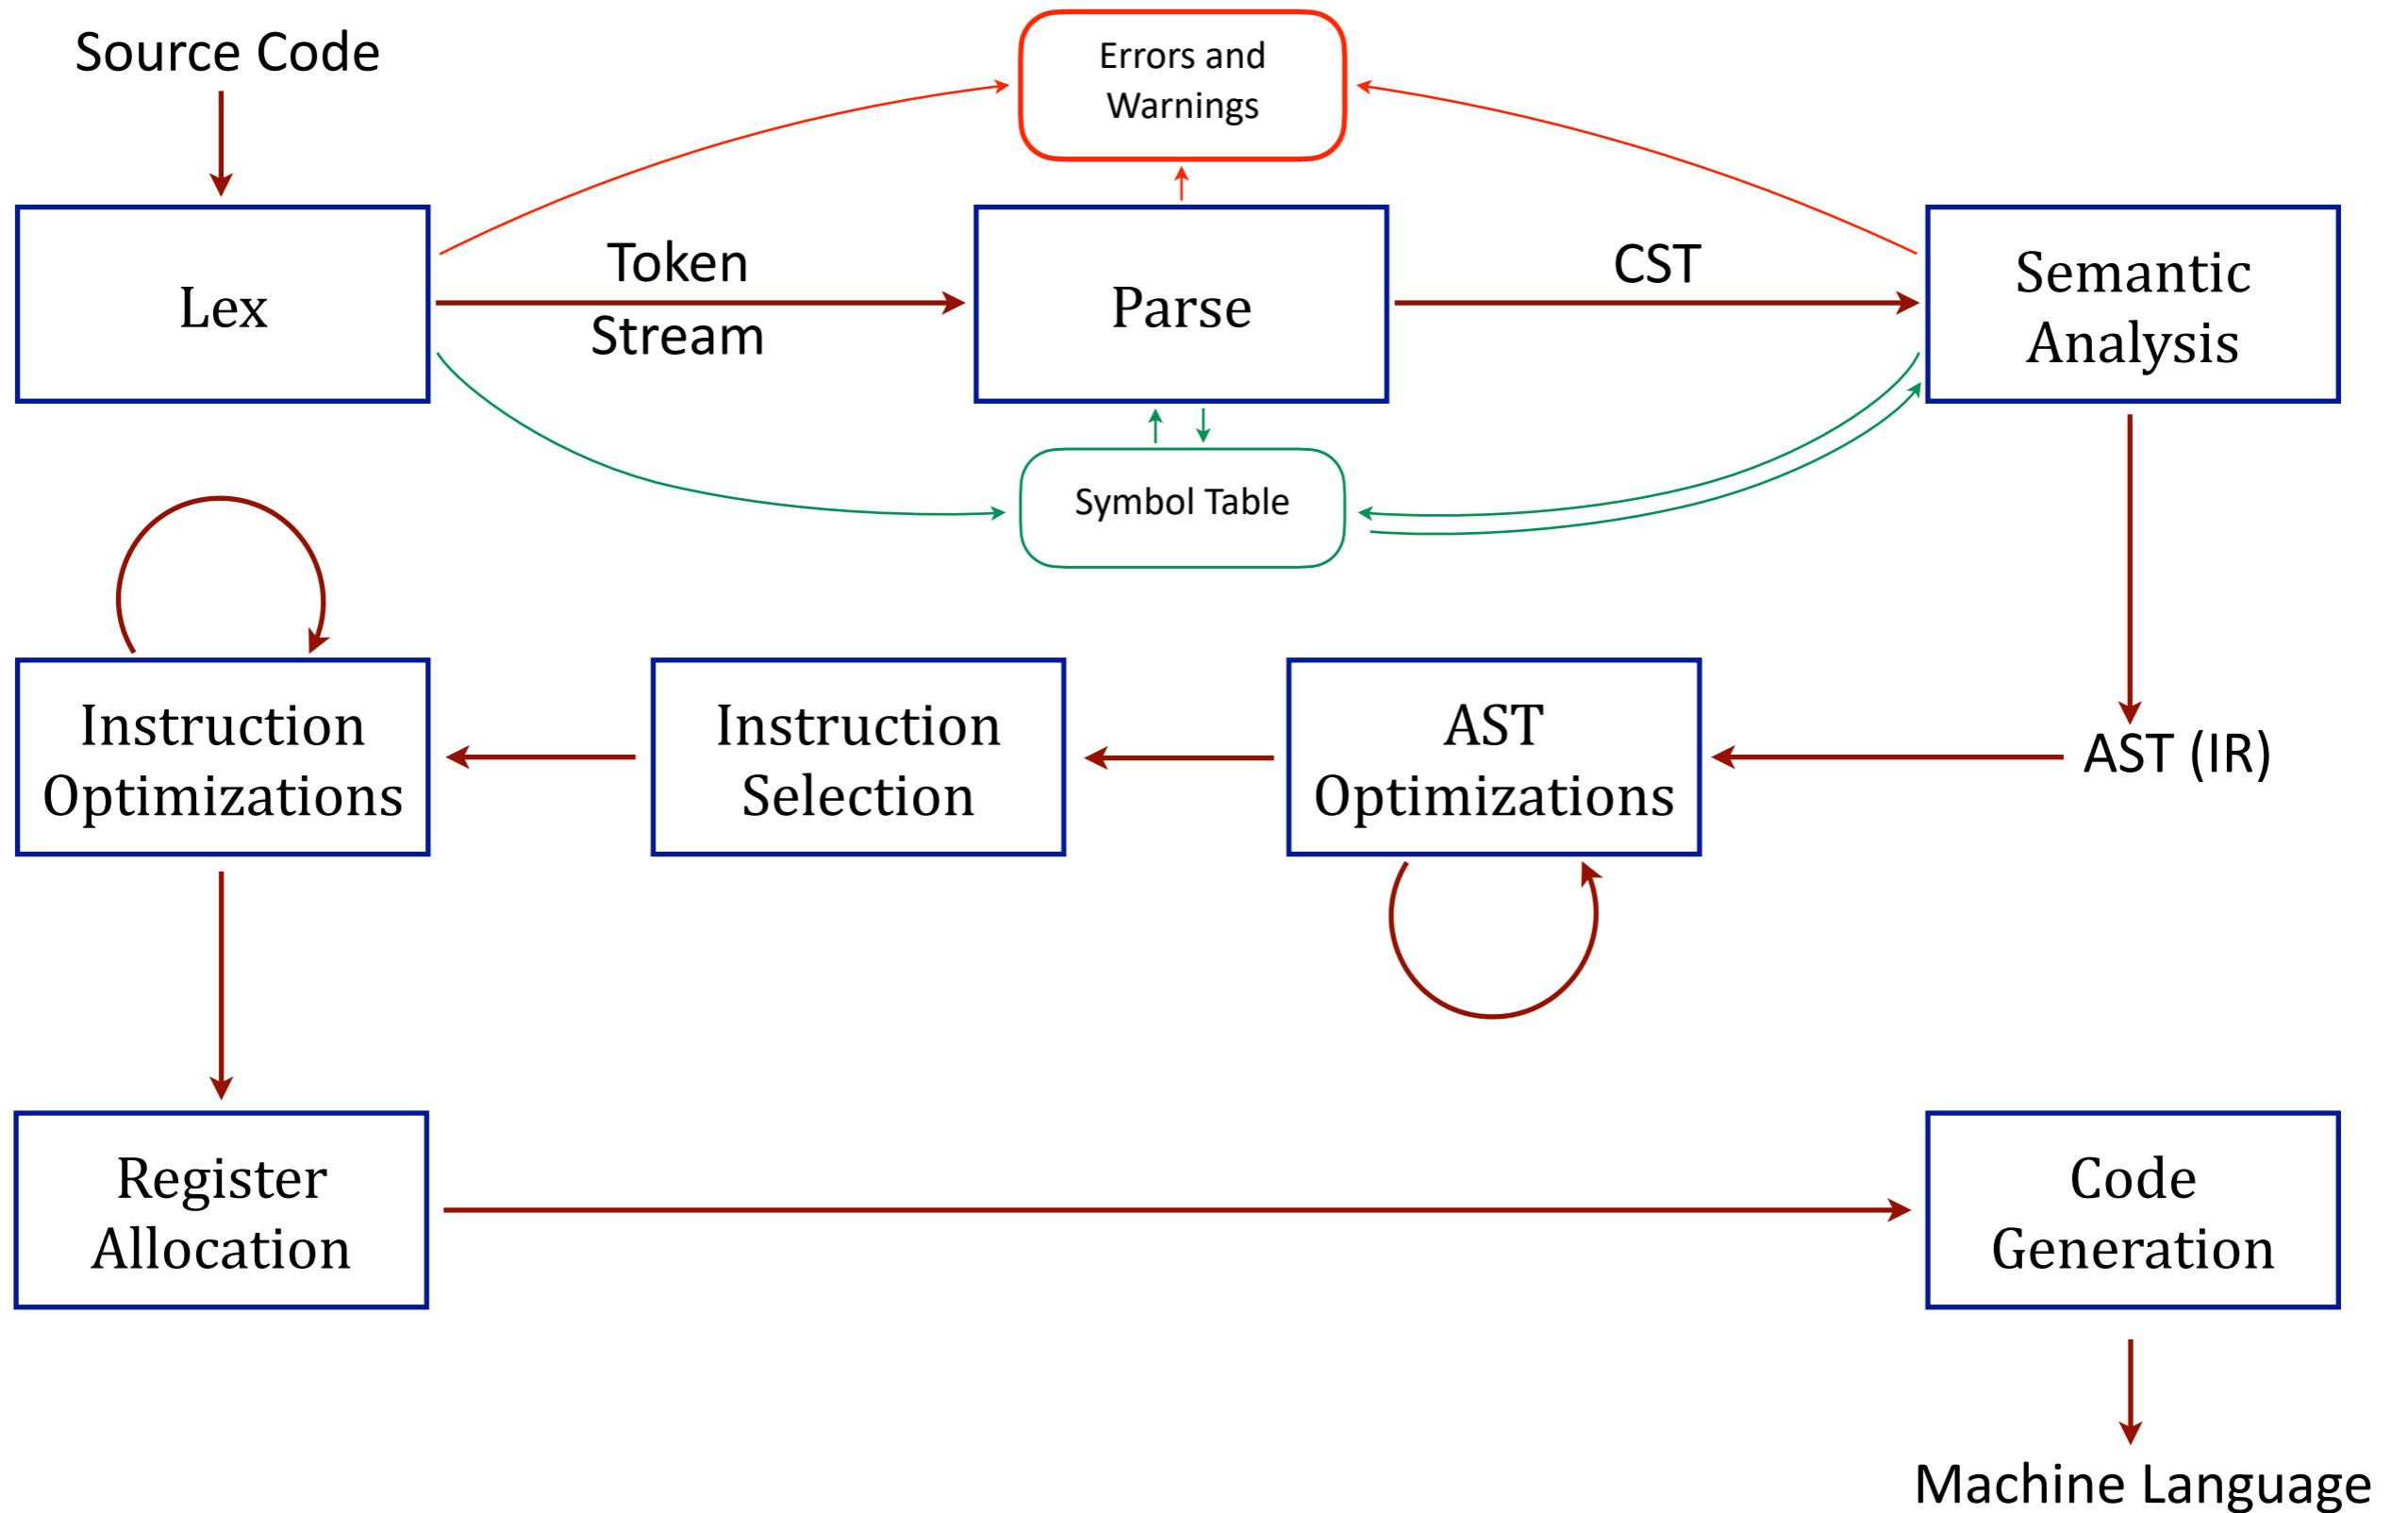 Source Code
Errors and
Warnings
Lex
Token
Stream
Parse
CST
Semantic
Analysis
Symbol Table
Instruction
Optimizations
Instruction
Selection
AST
Optimizations
AST (IR)
Register
Allocation
Code
Generation
Machine Language